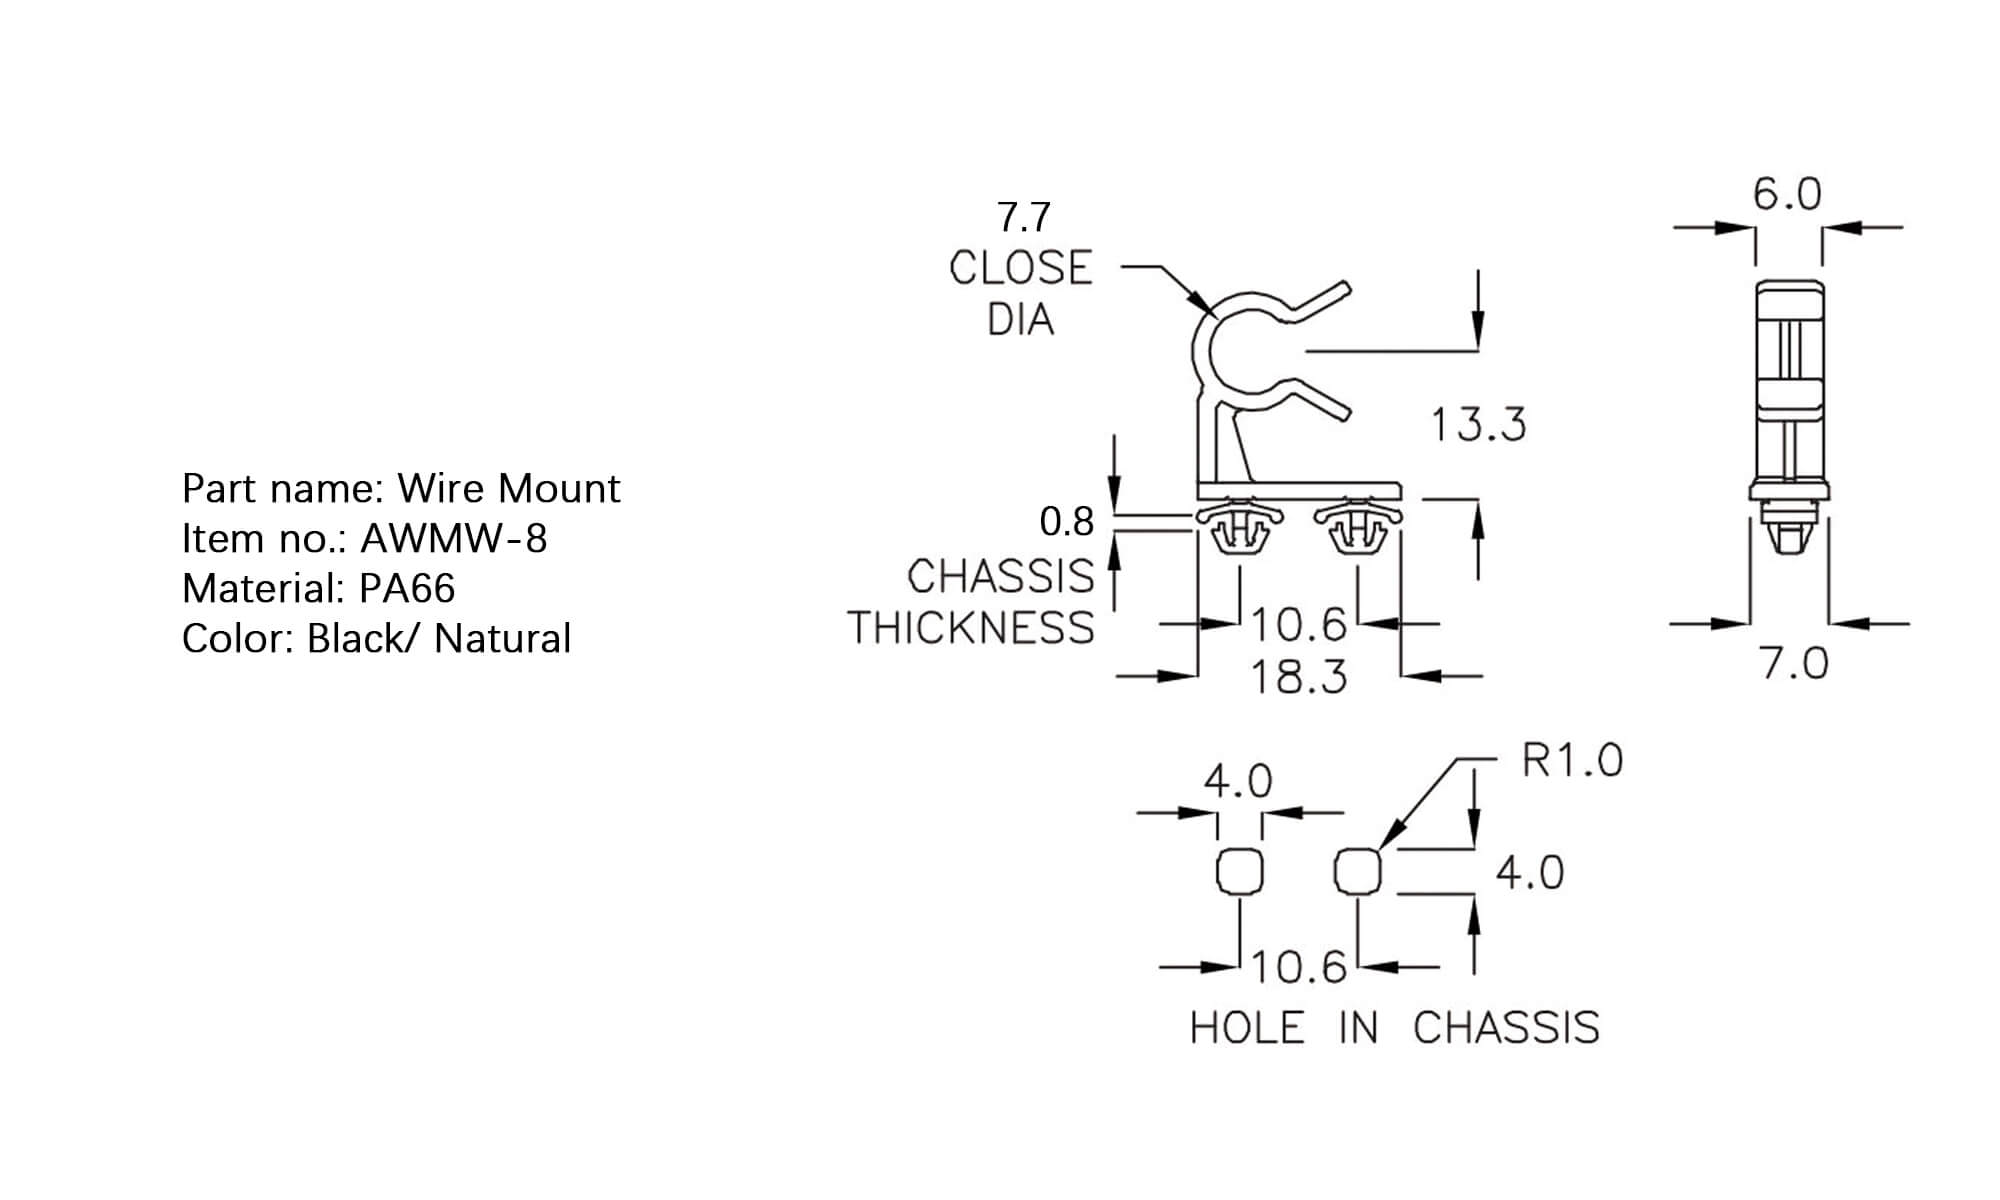 Part name: Wire Mount
Item no.: AWMW-8
Material: PA66
Color: Black/ Natural
7.7
CLOSE
DIA
13.3
0.8
CHASSIS
THICKNESS
10.6
18.3
6.0
7.0
4.0
R1.0
4.0
10.6
HOLE IN CHASSIS